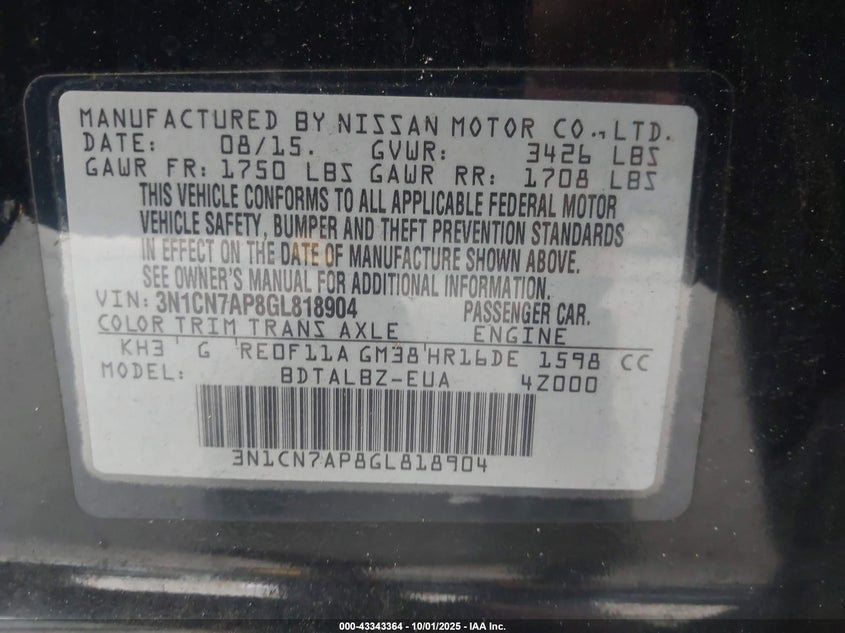 MANUFACTURED BY NISSAN MOTOR CO., LTD.
DATE: 08/15. GVWR: 3426 LBS
GAWR FR: 1750 LBS GAWR RR: 1708 LBS
THIS VEHICLE CONFORMS TO ALL APPLICABLE FEDERAL MOTOR
VEHICLE SAFETY, BUMPER AND THEFT PREVENTION STANDARDS
IN EFFECT ON THE DATE OF MANUFACTURE SHOWN ABOVE.
SEE OWNER'S MANUAL FOR ADDITIONAL INFORMATION.
VIN: 3N1CN7AP8GL818904 PASSENGER CAR.
COLOR TRIM TRANS AXLE ENGINE
KH3 G RE0F11A GM38 HR16DE 1598 CC
MODEL: BDTALBZ-EUA 4Z000
3N1CN7AP8GL818904
000-43343364 - 10/01/2025 - IAA Inc.